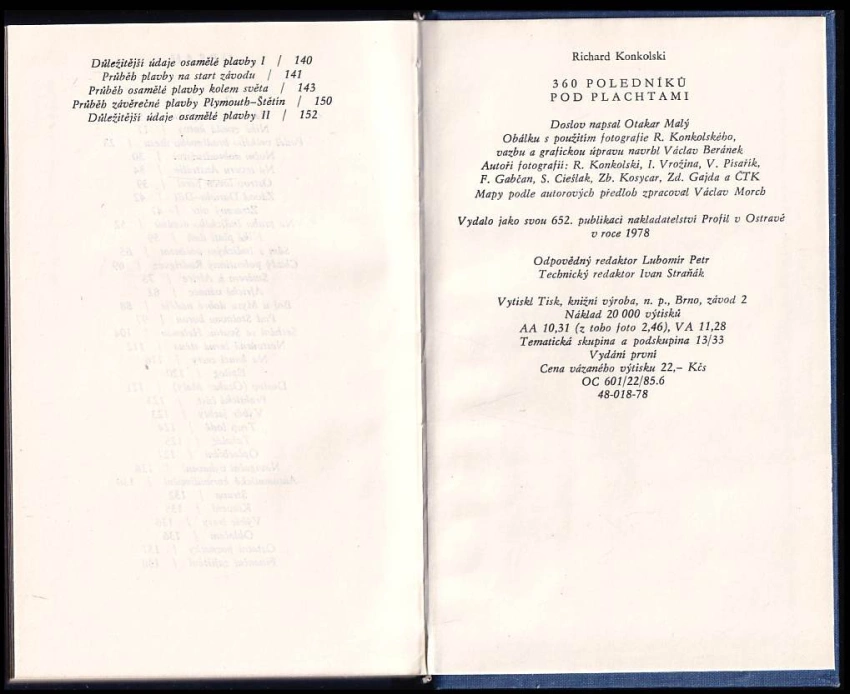 Důležitější údaje osamělé plavby I / 140
Průběh plavby na start závodu / 141
Průběh osamělé plavby kolem světa / 143
Průběh závěrečné plavby Plymouth–Štětín / 150
Důležitější údaje osamělé plavby II / 152
Richard Konkolski
360 POLEDNÍKŮ
POD PLACHTAMI
Doslov napsal Otakar Malý
Obálku s použitím fotografie R. Konkolského,
vazbu a grafickou úpravu navrhl Václav Beránek
Autoři fotografií: R. Konkolski, I. Vrožina, V. Pisařík,
F. Gabčan, S. Cieślak, Zb. Kosycar, Zd. Gajda a ČTK
Mapy podle autorových předloh zpracoval Václav Morch
Vydalo jako svou 652. publikaci nakladatelství Profil v Ostravě
v roce 1978
Odpovědný redaktor Lubomír Petr
Technický redaktor Ivan Straňák
Vytiskl Tisk, knižní výroba, n. p., Brno, závod 2
Náklad 20 000 výtisků
AA 10,31 (z toho foto 2,46), VA 11,28
Tematická skupina a podskupina 13/33
Vydání první
Cena vázaného výtisku 22,– Kčs
OC 601/22/85.6
48-018-78